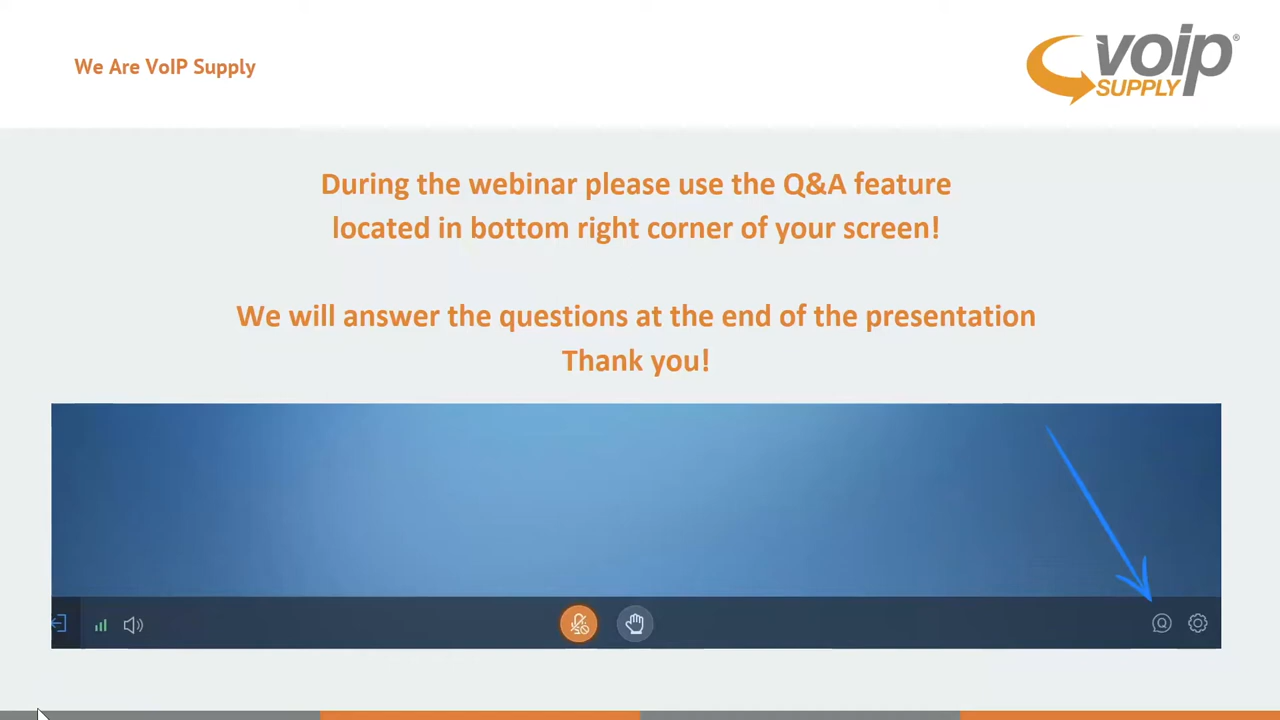 We Are VoIP Supply
voip®
SUPPLY
During the webinar please use the Q&A feature
located in bottom right corner of your screen!
We will answer the questions at the end of the presentation
Thank you!
Q